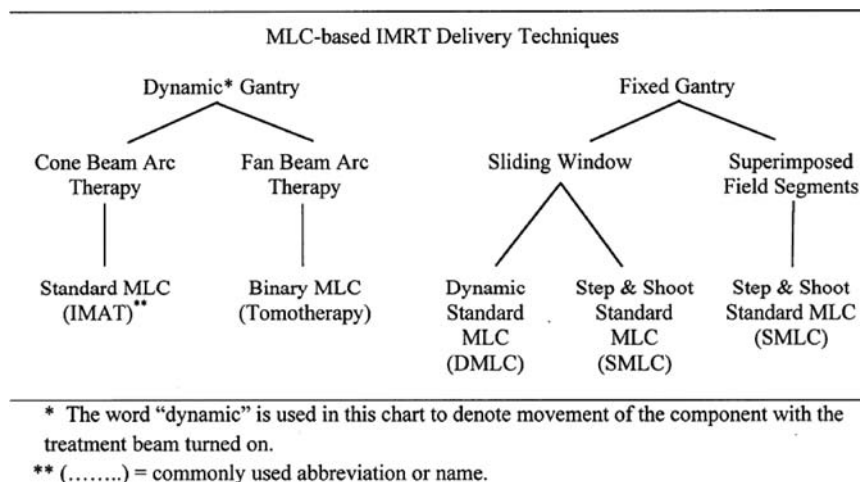 MLC-based IMRT Delivery Techniques
Dynamic* Gantry
Fixed Gantry
Cone Beam Arc
Therapy
Fan Beam Arc
Therapy
Sliding Window
Superimposed
Field Segments
Standard MLC
(IMAT)**
Binary MLC
(Tomotherapy)
Dynamic
Standard
MLC
(DMLC)
Step & Shoot
Standard
MLC
(SMLC)
Step & Shoot
Standard MLC
(SMLC)
* The word “dynamic” is used in this chart to denote movement of the component with the
treatment beam turned on.
** (........) = commonly used abbreviation or name.